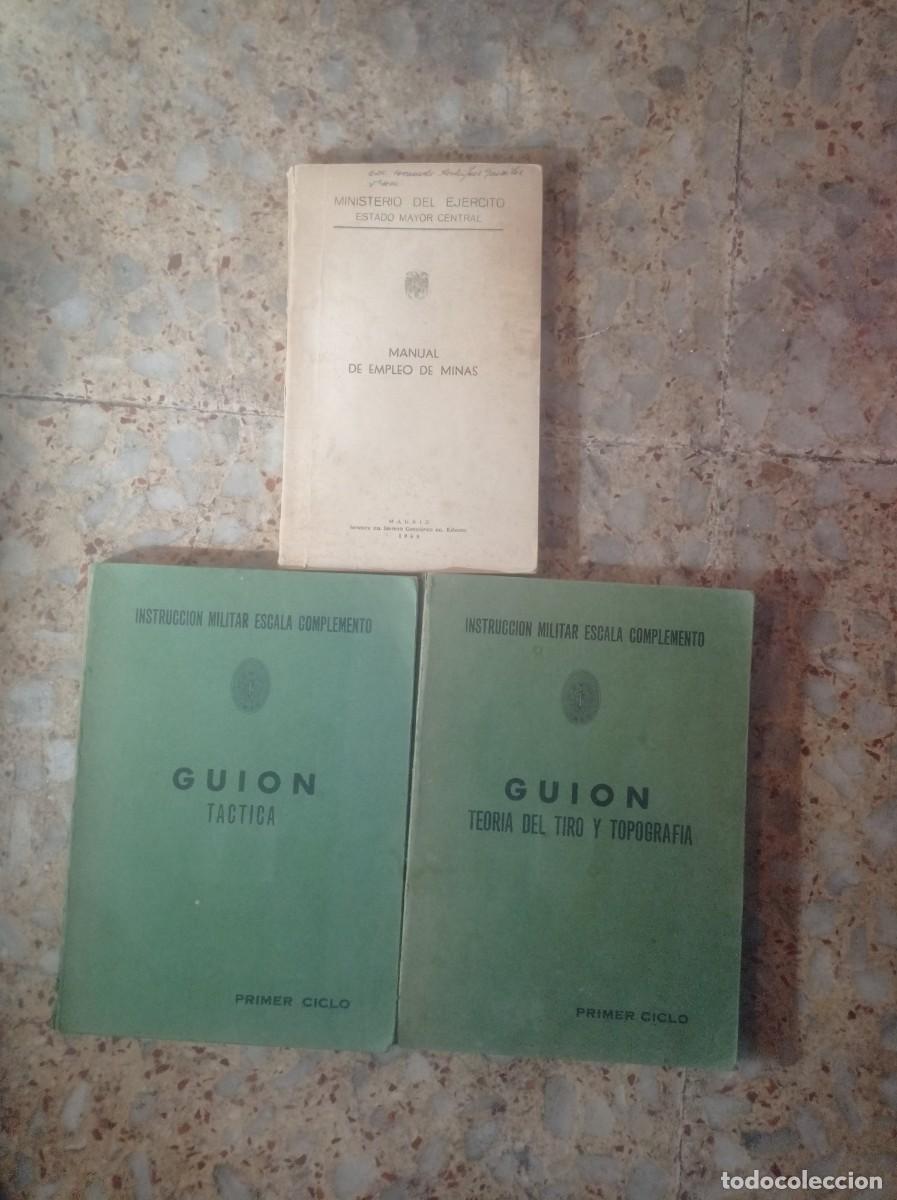 MINISTERIO DEL EJERCITO
ESTADO MAYOR CENTRAL
MANUAL
DE EMPLEO DE MINAS
MADRID
INSTRUCCION MILITAR ESCALA COMPLEMENTO
GUION
TACTICA
PRIMER CICLO
INSTRUCCION MILITAR ESCALA COMPLEMENTO
GUION
TEORIA DEL TIRO Y TOPOGRAFIA
PRIMER CICLO
todocoleccion